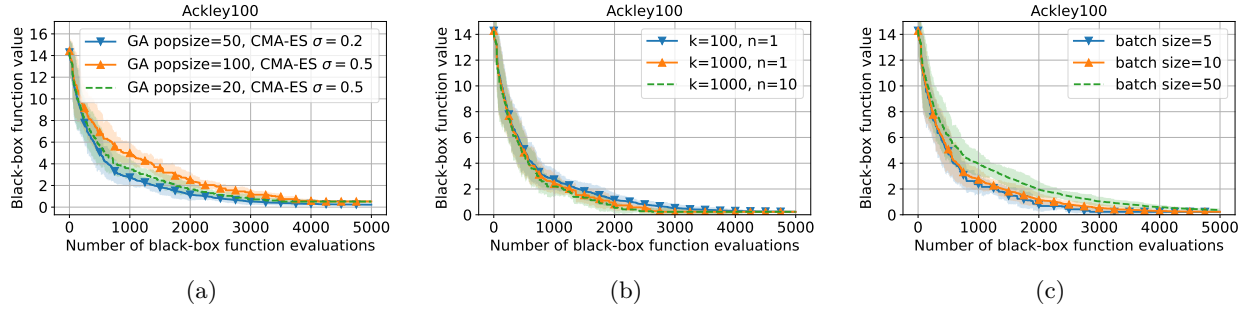 Ackley100
Black-box function value
16
14
12
10
8
6
4
2
0
GA popsize=50, CMA-ES σ = 0.2
GA popsize=100, CMA-ES σ = 0.5
GA popsize=20, CMA-ES σ = 0.5
0 1000 2000 3000 4000 5000
Number of black-box function evaluations
(a)
Ackley100
Black-box function value
14
12
10
8
6
4
2
0
k=100, n=1
k=1000, n=1
k=1000, n=10
0 1000 2000 3000 4000 5000
Number of black-box function evaluations
(b)
Ackley100
Black-box function value
14
12
10
8
6
4
2
0
batch size=5
batch size=10
batch size=50
0 1000 2000 3000 4000 5000
Number of black-box function evaluations
(c)